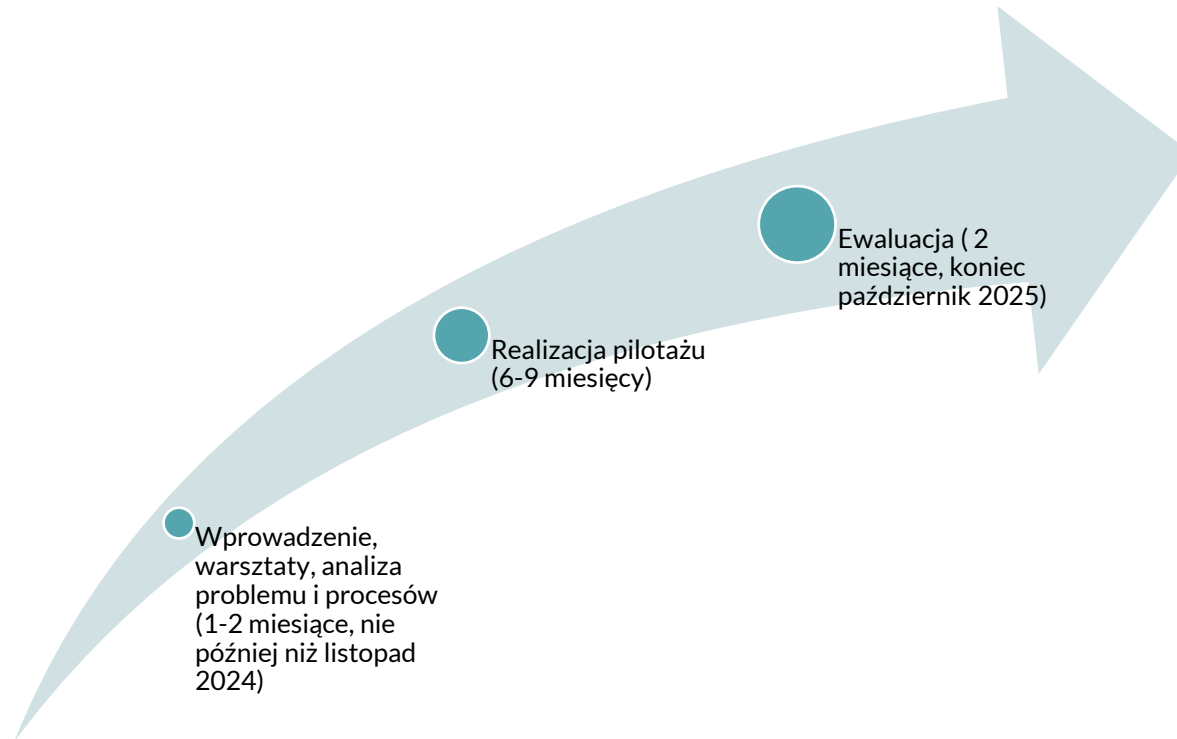 Wprowadzenie,
warsztaty, analiza
problemu i procesów
(1-2 miesiące, nie
później niż listopad
2024)
Realizacja pilotażu
(6-9 miesięcy)
Ewaluacja ( 2
miesiące, koniec
październik 2025)